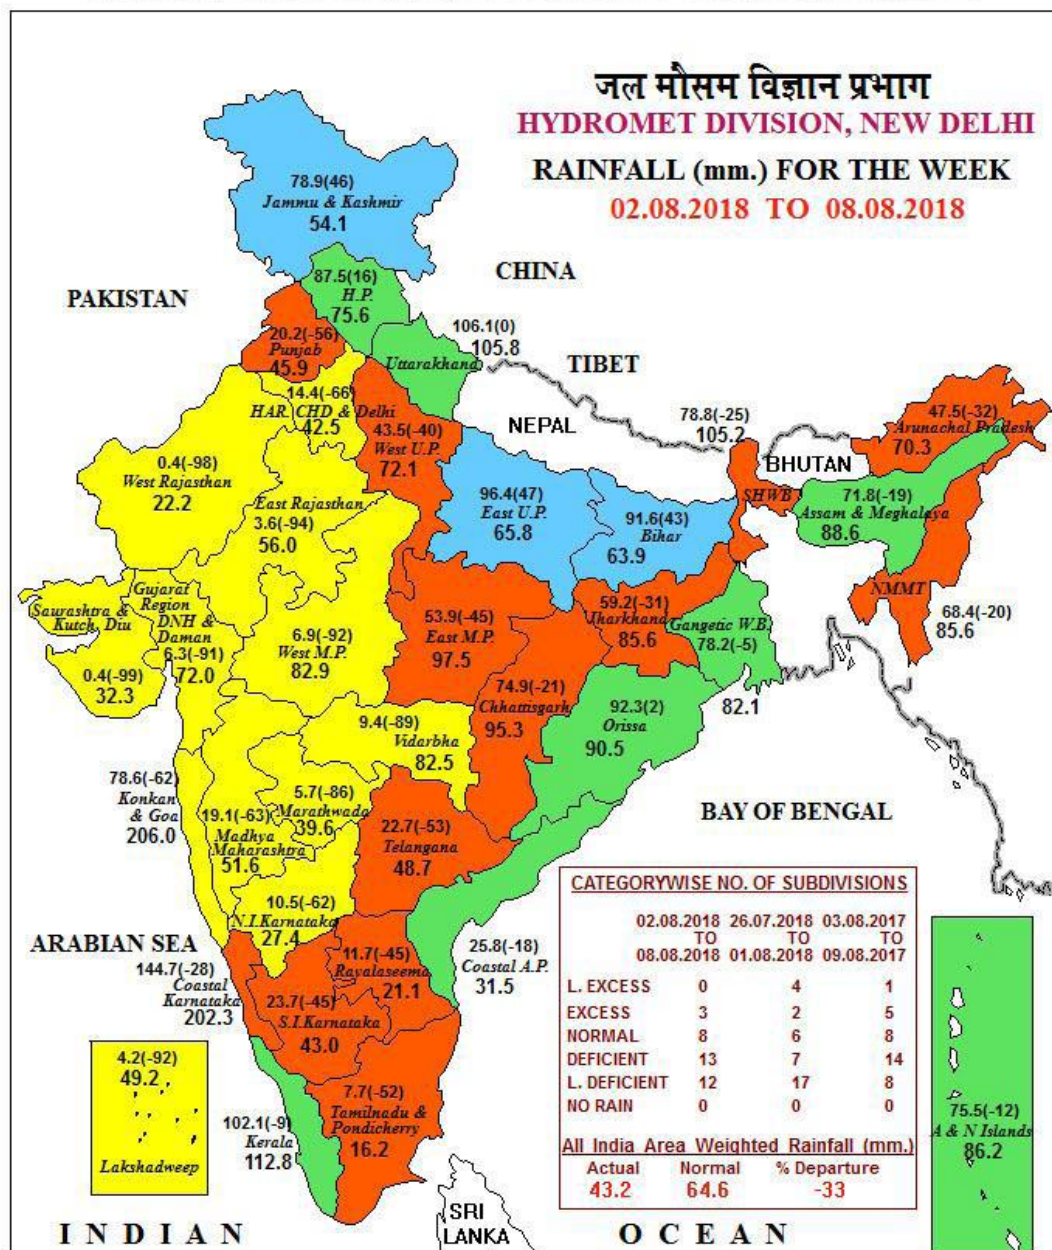 जल मौसम विज्ञान प्रभाग
HYDROMET DIVISION, NEW DELHI
RAINFALL (mm.) FOR THE WEEK
02.08.2018 TO 08.08.2018
78.9(46)
Jammu & Kashmir
54.1
CHINA
PAKISTAN
87.5(16)
H.P.
75.6
106.1(0)
105.8
Uttarakhand
TIBET
20.2(-56)
Punjab
45.9
14.4(-66)
HAR. CHD & Delhi
42.5
43.5(-40)
West U.P.
72.1
NEPAL
78.8(-25)
105.2
SHWB
BHUTAN
47.5(-32)
Arunachal Pradesh
70.3
0.4(-98)
West Rajasthan
22.2
East Rajasthan
3.6(-94)
56.0
96.4(47)
East U.P.
65.8
91.6(43)
Bihar
63.9
71.8(-19)
Assam & Meghalaya
88.6
NMMT
68.4(-20)
85.6
Saurashtra &
Kutch, Diu
0.4(-99)
32.3
Gujarat
Region
DNH &
Daman
6.3(-91)
72.0
6.9(-92)
West M.P.
82.9
53.9(-45)
East M.P.
97.5
59.2(-31)
Jharkhand
85.6
Gangetic W.B.
78.2(-5)
82.1
74.9(-21)
Chhattisgarh
95.3
92.3(2)
Orissa
90.5
9.4(-89)
Vidarbha
82.5
78.6(-62)
Konkan
& Goa
206.0
19.1(-63)
Madhya
Maharashtra
51.6
5.7(-86)
Marathwada
39.6
22.7(-53)
Telangana
48.7
BAY OF BENGAL
10.5(-62)
N.I.Karnataka
27.4
ARABIAN SEA
144.7(-28)
Coastal
Karnataka
202.3
11.7(-45)
Rayalaseema
21.1
25.8(-18)
Coastal A.P.
31.5
23.7(-45)
S.I.Karnataka
43.0
4.2(-92)
49.2
Lakshadweep
102.1(-9)
Kerala
112.8
7.7(-52)
Tamilnadu &
Pondicherry
16.2
CATEGORYWISE NO. OF SUBDIVISIONS
02.08.2018 26.07.2018 03.08.2017
TO TO TO
08.08.2018 01.08.2018 09.08.2017
L. EXCESS 0 4 1
EXCESS 3 2 5
NORMAL 8 6 8
DEFICIENT 13 7 14
L. DEFICIENT 12 17 8
NO RAIN 0 0 0
All India Area Weighted Rainfall (mm.)
Actual Normal % Departure
43.2 64.6 -33
75.5(-12)
A & N Islands
86.2
SRI
LANKA
INDIAN OCEAN